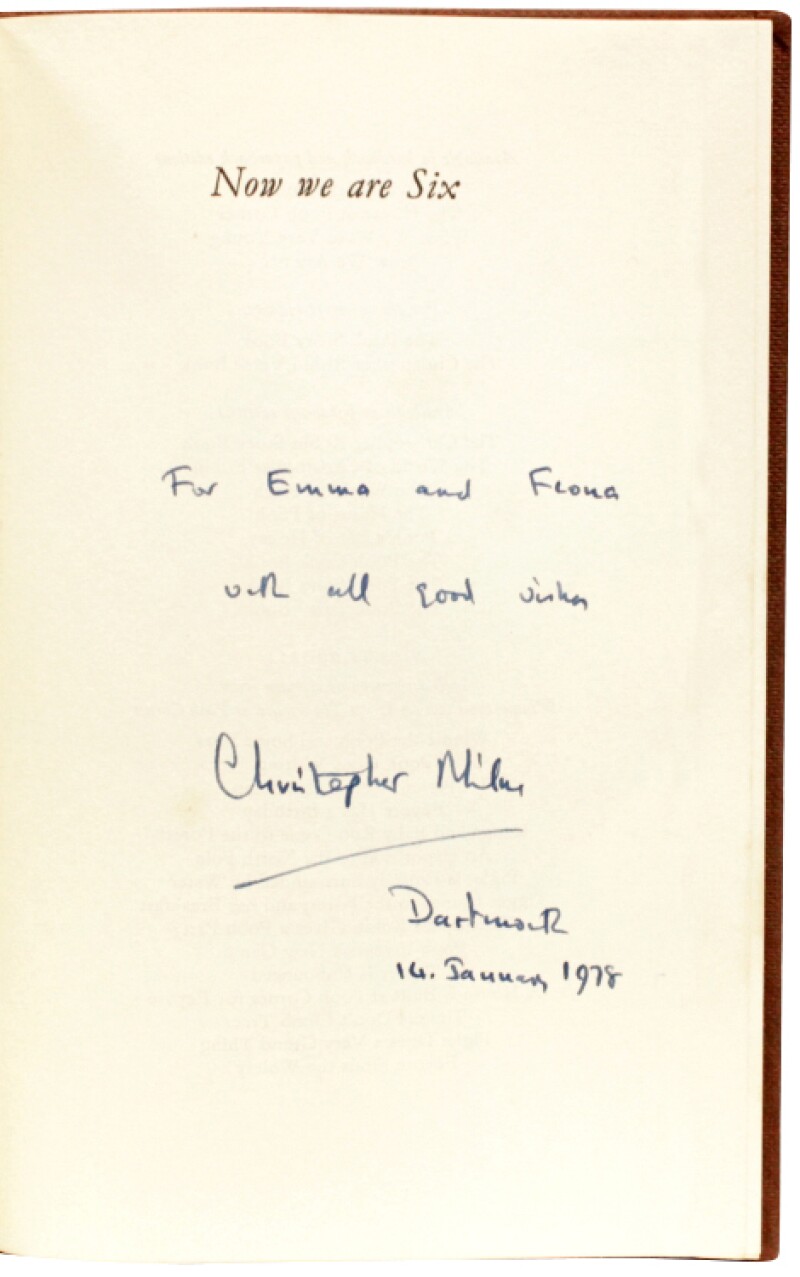 Now we are Six
For Emma and Fiona
with all good wishes
Christopher Milne
Dartmouth
14. January 1978